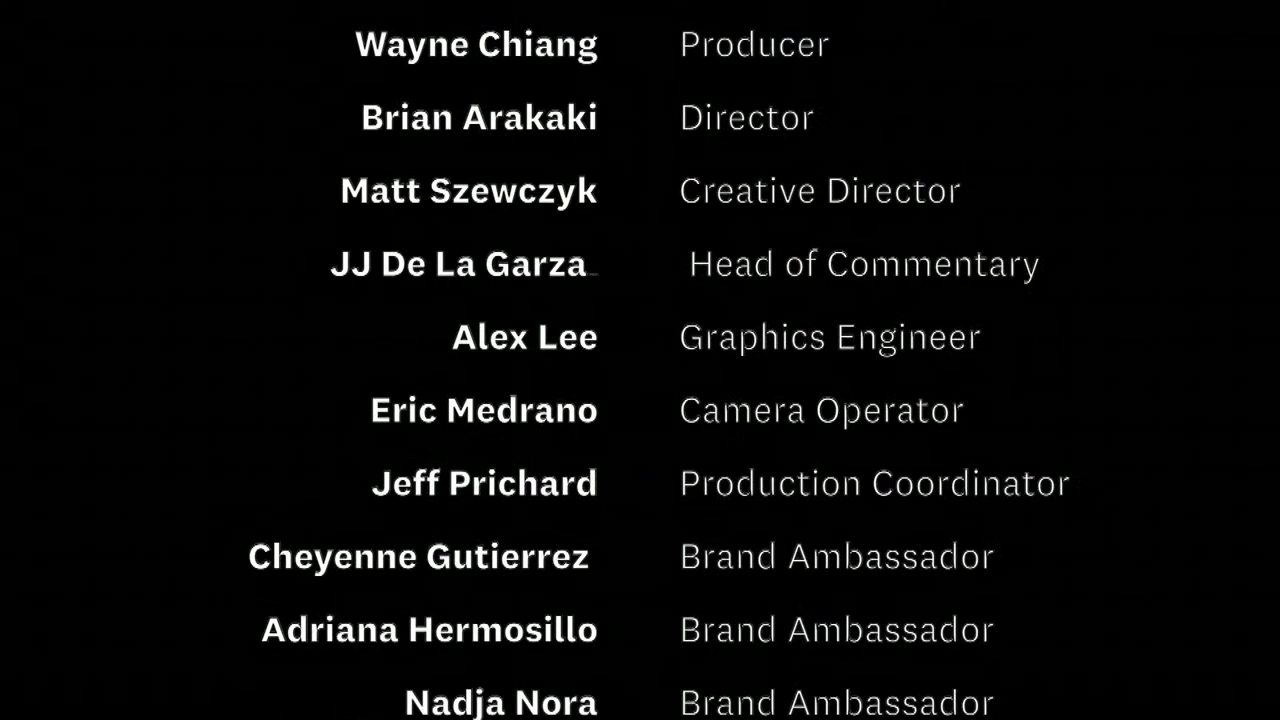 Wayne Chiang Producer
Brian Arakaki Director
Matt Szewczyk Creative Director
JJ De La Garza Head of Commentary
Alex Lee Graphics Engineer
Eric Medrano Camera Operator
Jeff Prichard Production Coordinator
Cheyenne Gutierrez Brand Ambassador
Adriana Hermosillo Brand Ambassador
Nadja Nora Brand Ambassador